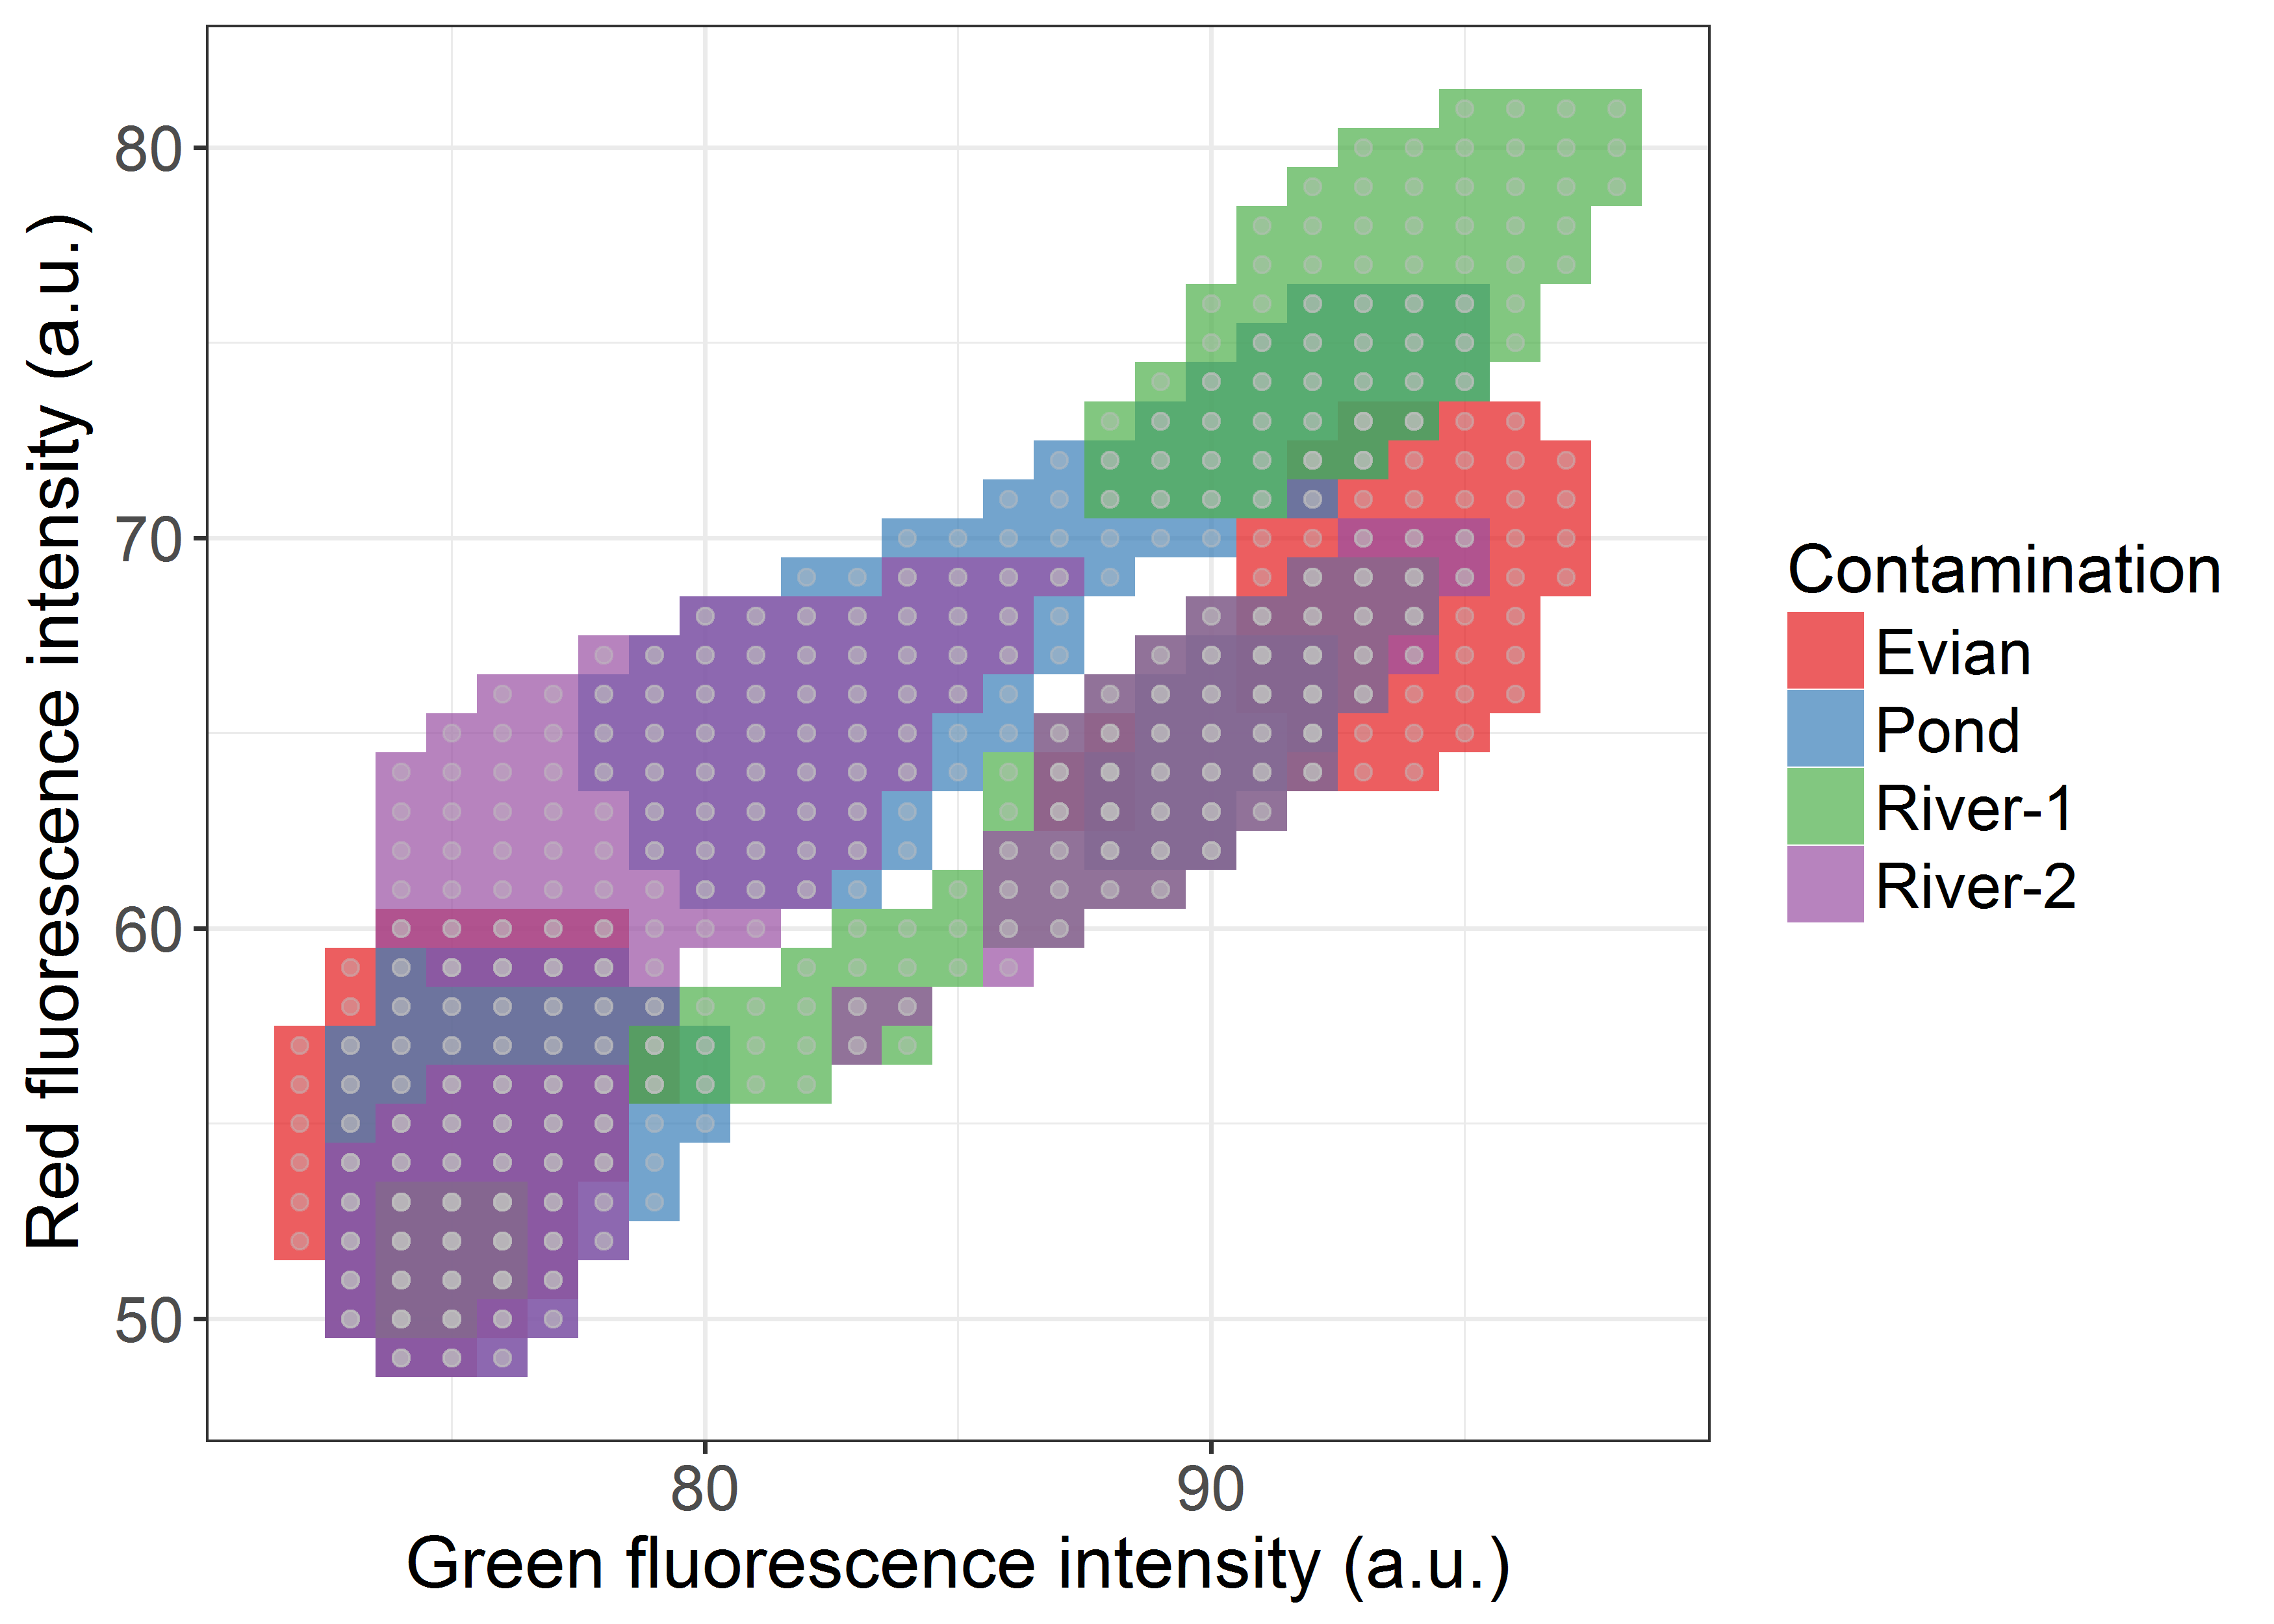 Red fluorescence intensity (a.u.)
80
70
60
50
80 90
Green fluorescence intensity (a.u.)
Contamination
Evian
Pond
River-1
River-2